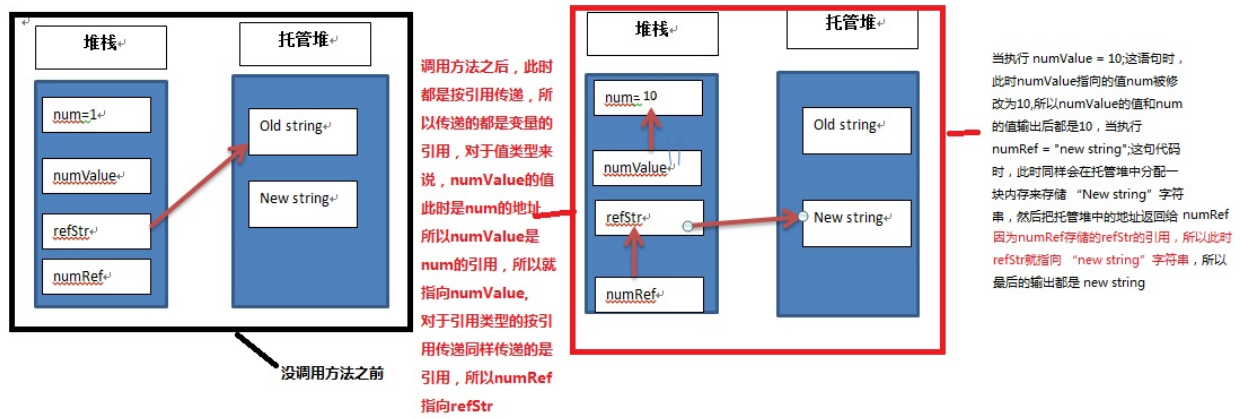 堆栈
托管堆
num=1
numValue
refStr
numRef
Old string
New string
没调用方法之前
调用方法之后，此时
都是按引用传递，所
以传递的都是变量的
引用，对于值类型来
说，numValue的值
此时是num的地址
所以numValue是
num的引用，所以就
指向numValue,
对于引用类型的按引
用传递同样传递的是
引用，所以numRef
指向refStr
堆栈
托管堆
num= 10
numValue
refStr
numRef
Old string
New string
当执行 numValue = 10;这语句时，
此时numValue指向的值num被修
改为10,所以numValue的值和num
的值输出后都是10，当执行
numRef = "new string";这句代码
时，此时同样会在托管堆中分配一
块内存来存储 “New string”字符
串，然后把托管堆中的地址返回给 numRef
因为numRef存储的refStr的引用，所以此时
refStr就指向 “new string”字符串，所以
最后的输出都是 new string